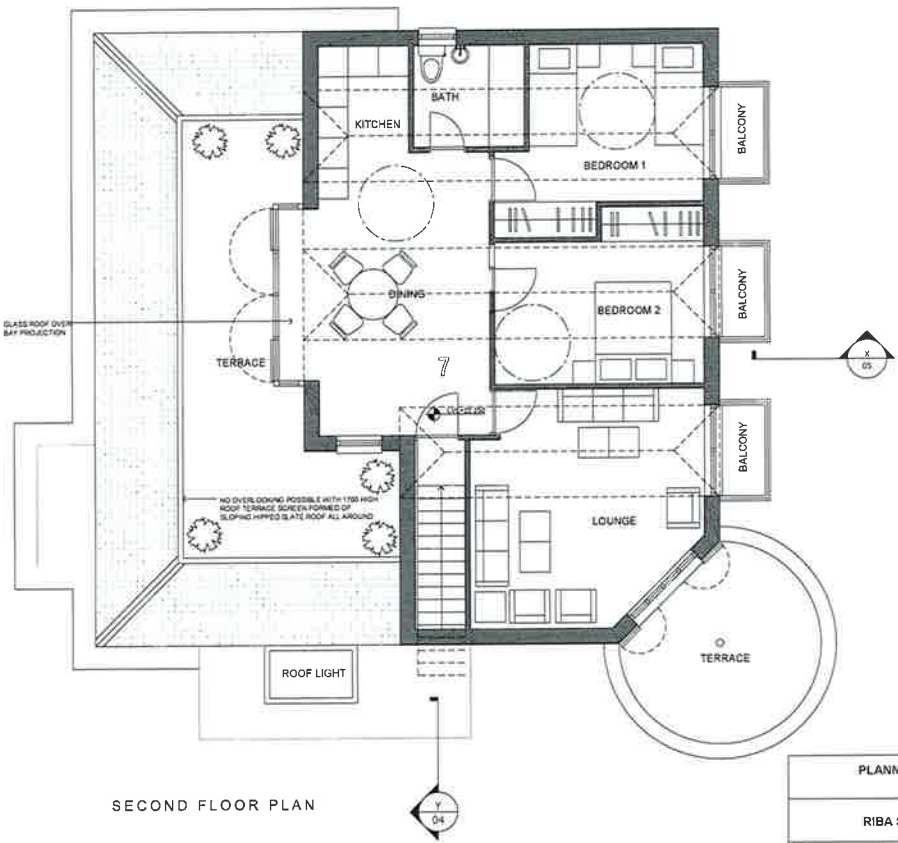 BATH
KITCHEN
BEDROOM 1
BALCONY
DINING
BEDROOM 2
BALCONY
GLASS ROOF OVER
BAY PROJECTION
TERRACE
7
X
05
BALCONY
NO OVERLOOKING POSSIBLE WITH 1700 HIGH
ROOF TERRACE SCREEN FORMED OF
SLOPING HIPPED SLATE ROOF ALL AROUND
LOUNGE
ROOF LIGHT
TERRACE
SECOND FLOOR PLAN
Y
04
PLANN
RIBA